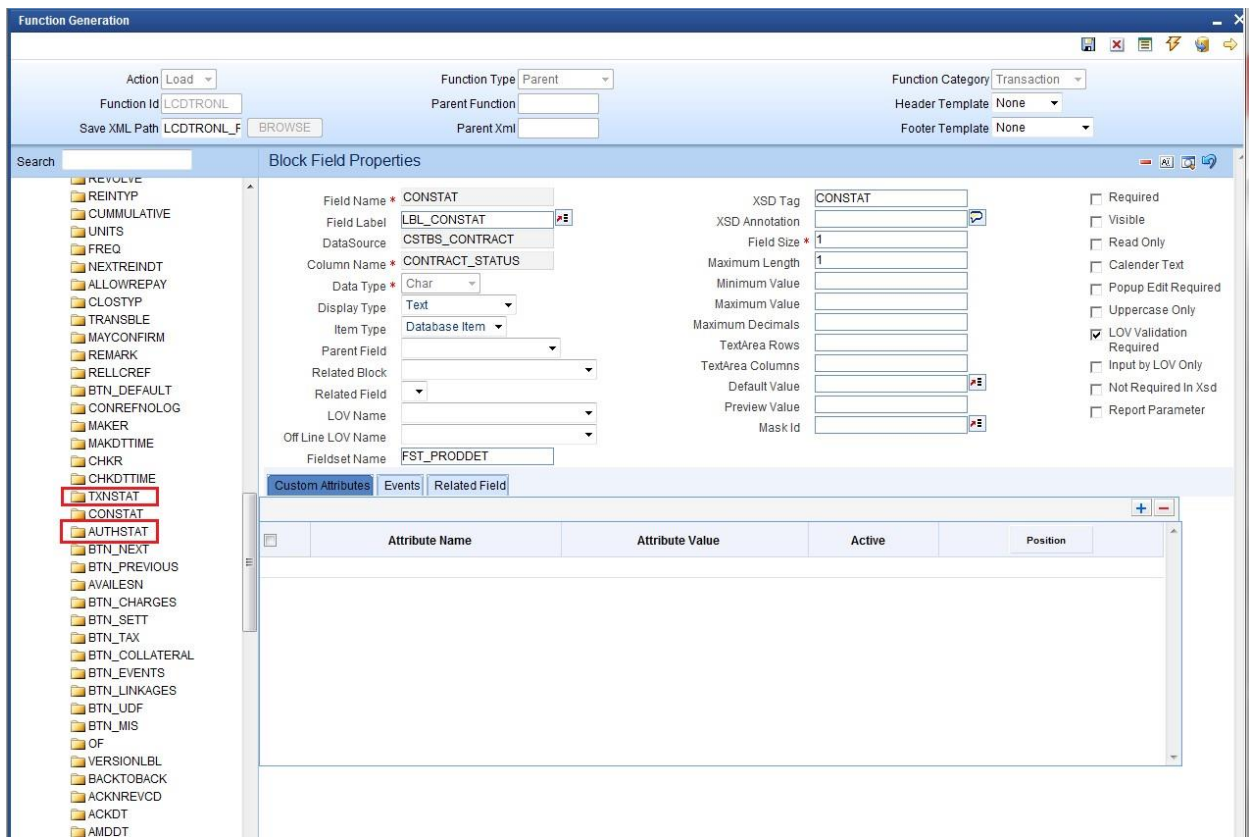 Function Generation
Action Load
Function Type Parent
Function Category Transaction
Function Id LCDTRONL
Parent Function
Header Template None
Save XML Path LCDTRONL_F BROWSE
Parent Xml
Footer Template None
Search
Block Field Properties
REVOLVE
REINTYP
CUMMULATIVE
UNITS
FREQ
NEXTREINDT
ALLOWREPAY
CLOSTYP
TRANSBLE
MAYCONFIRM
REMARK
RELLCREF
BTN_DEFAULT
CONREFNOLOG
MAKER
MAKDTTIME
CHKR
CHKDTTIME
TXNSTAT
CONSTAT
AUTHSTAT
BTN_NEXT
BTN_PREVIOUS
AVAILESN
BTN_CHARGES
BTN_SETT
BTN_TAX
BTN_COLLATERAL
BTN_EVENTS
BTN_LINKAGES
BTN_UDF
BTN_MIS
OF
VERSIONLBL
BACKTOBACK
ACKNREVCD
ACKDT
AMDDT
Field Name * CONSTAT
Field Label LBL_CONSTAT
DataSource CSTBS_CONTRACT
Column Name * CONTRACT_STATUS
Data Type * Char
Display Type Text
Item Type Database Item
Parent Field
Related Block
Related Field
LOV Name
Off Line LOV Name
Fieldset Name FST_PRODDET
XSD Tag CONSTAT
XSD Annotation
Field Size * 1
Maximum Length 1
Minimum Value
Maximum Value
Maximum Decimals
TextArea Rows
TextArea Columns
Default Value
Preview Value
Mask Id
Required
Visible
Read Only
Calender Text
Popup Edit Required
Uppercase Only
LOV Validation
Required
Input by LOV Only
Not Required In Xsd
Report Parameter
Custom Attributes Events Related Field
Attribute Name Attribute Value Active Position